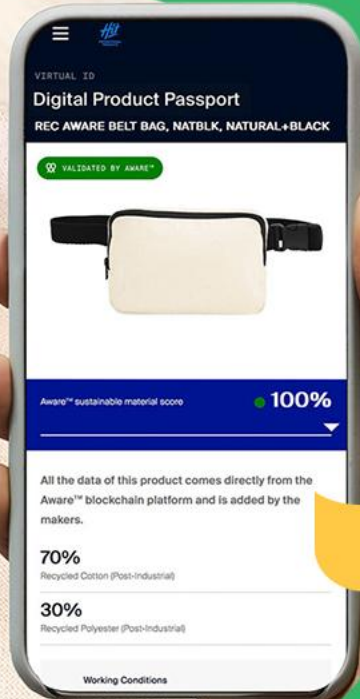 Hit
VIRTUAL ID
Digital Product Passport
REC AWARE BELT BAG, NATBLK, NATURAL+BLACK
VALIDATED BY AWARE™
Aware™ sustainable material score
100%
All the data of this product comes directly from the
Aware™ blockchain platform and is added by the
makers.
70%
Recycled Cotton (Post-Industrial)
30%
Recycled Polyester (Post-Industrial)
Working Conditions